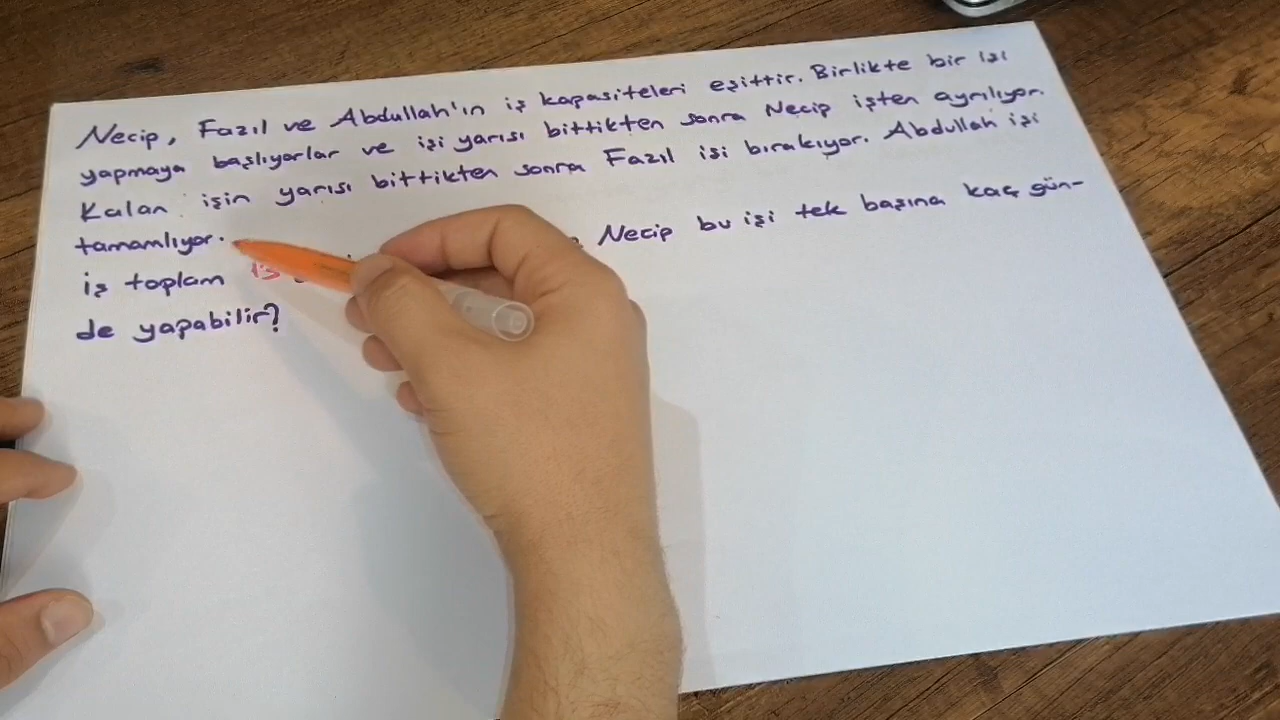 Necip, Fazıl ve Abdullah'ın iş kapasiteleri eşittir. Birlikte bir işi
yapmaya başlıyorlar ve işi yarısı bittikten sonra Necip işten ayrılıyor.
Kalan işin yarısı bittikten sonra Fazıl işi bırakıyor. Abdullah işi
tamamlıyor.
iş toplam Necip bu işi tek başına kaç gün-
de yapabilir?